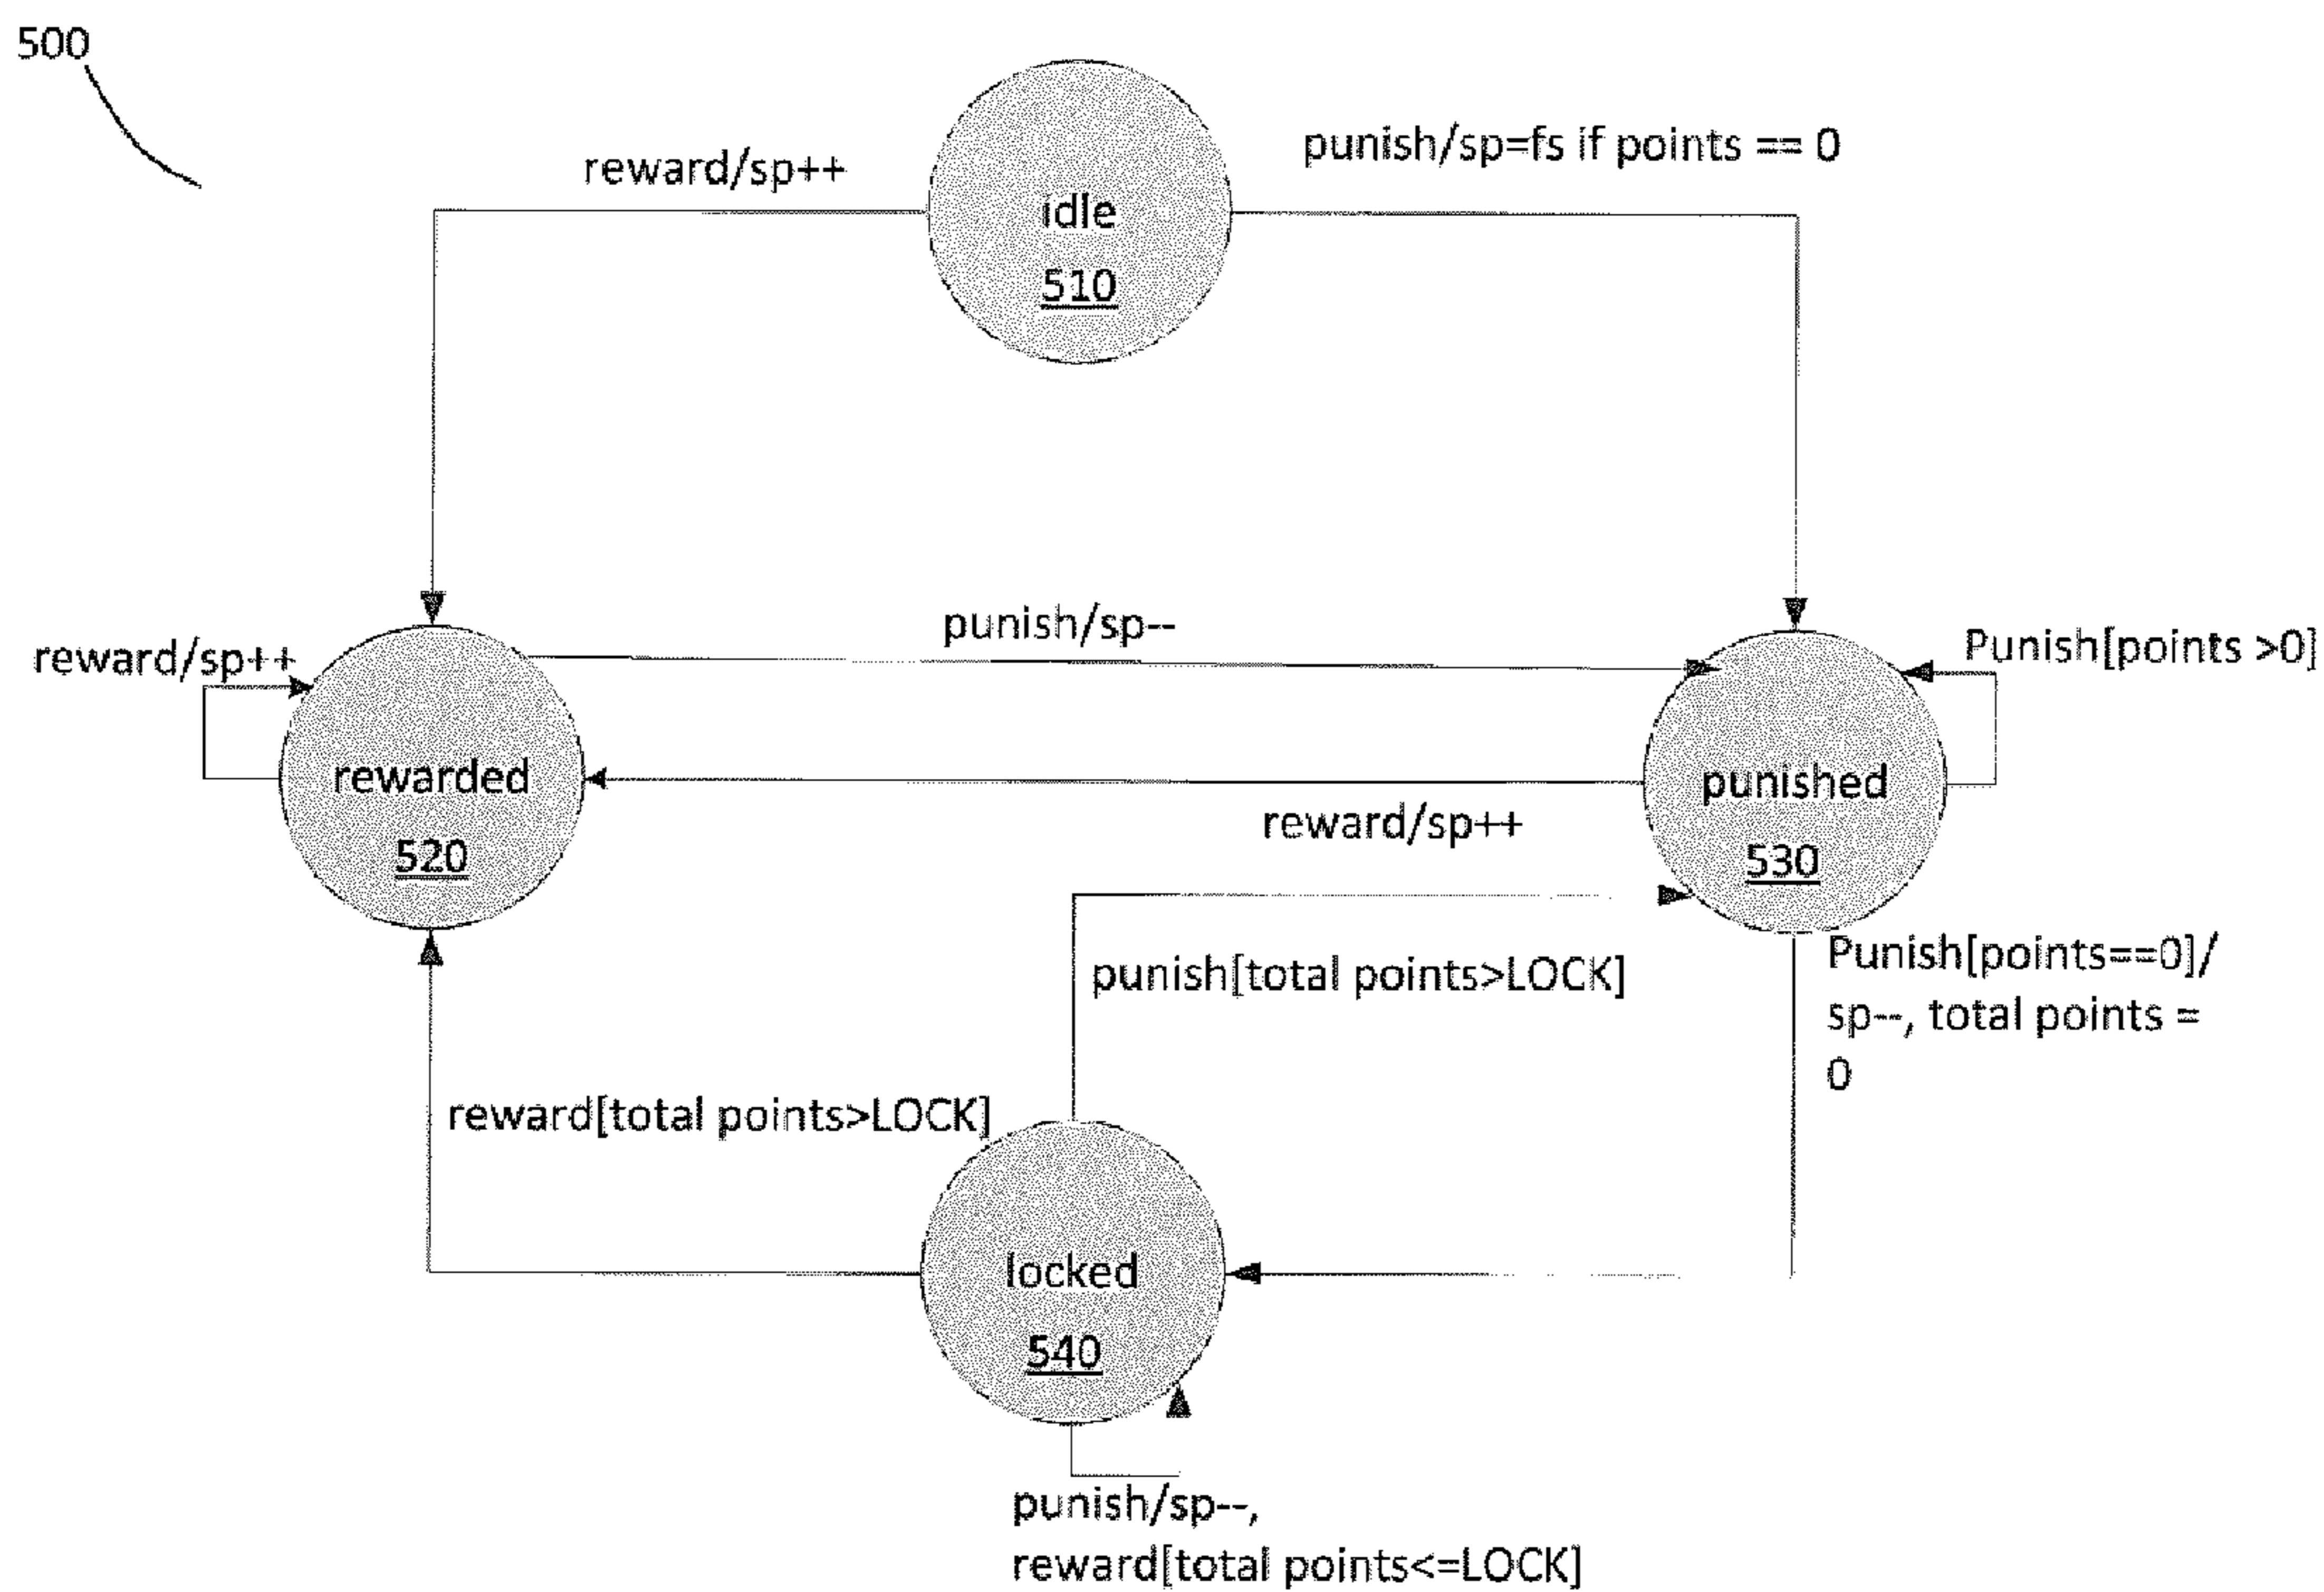 500
reward/sp++
punish/sp=fs if points == 0
idle
510
reward/sp++
punish/sp--
Punish[points >0]
rewarded
520
reward/sp++
punished
530
punish[total points>LOCK]
Punish[points==0]/
sp--, total points =
0
reward[total points>LOCK]
locked
540
punish/sp--,
reward[total points<=LOCK]